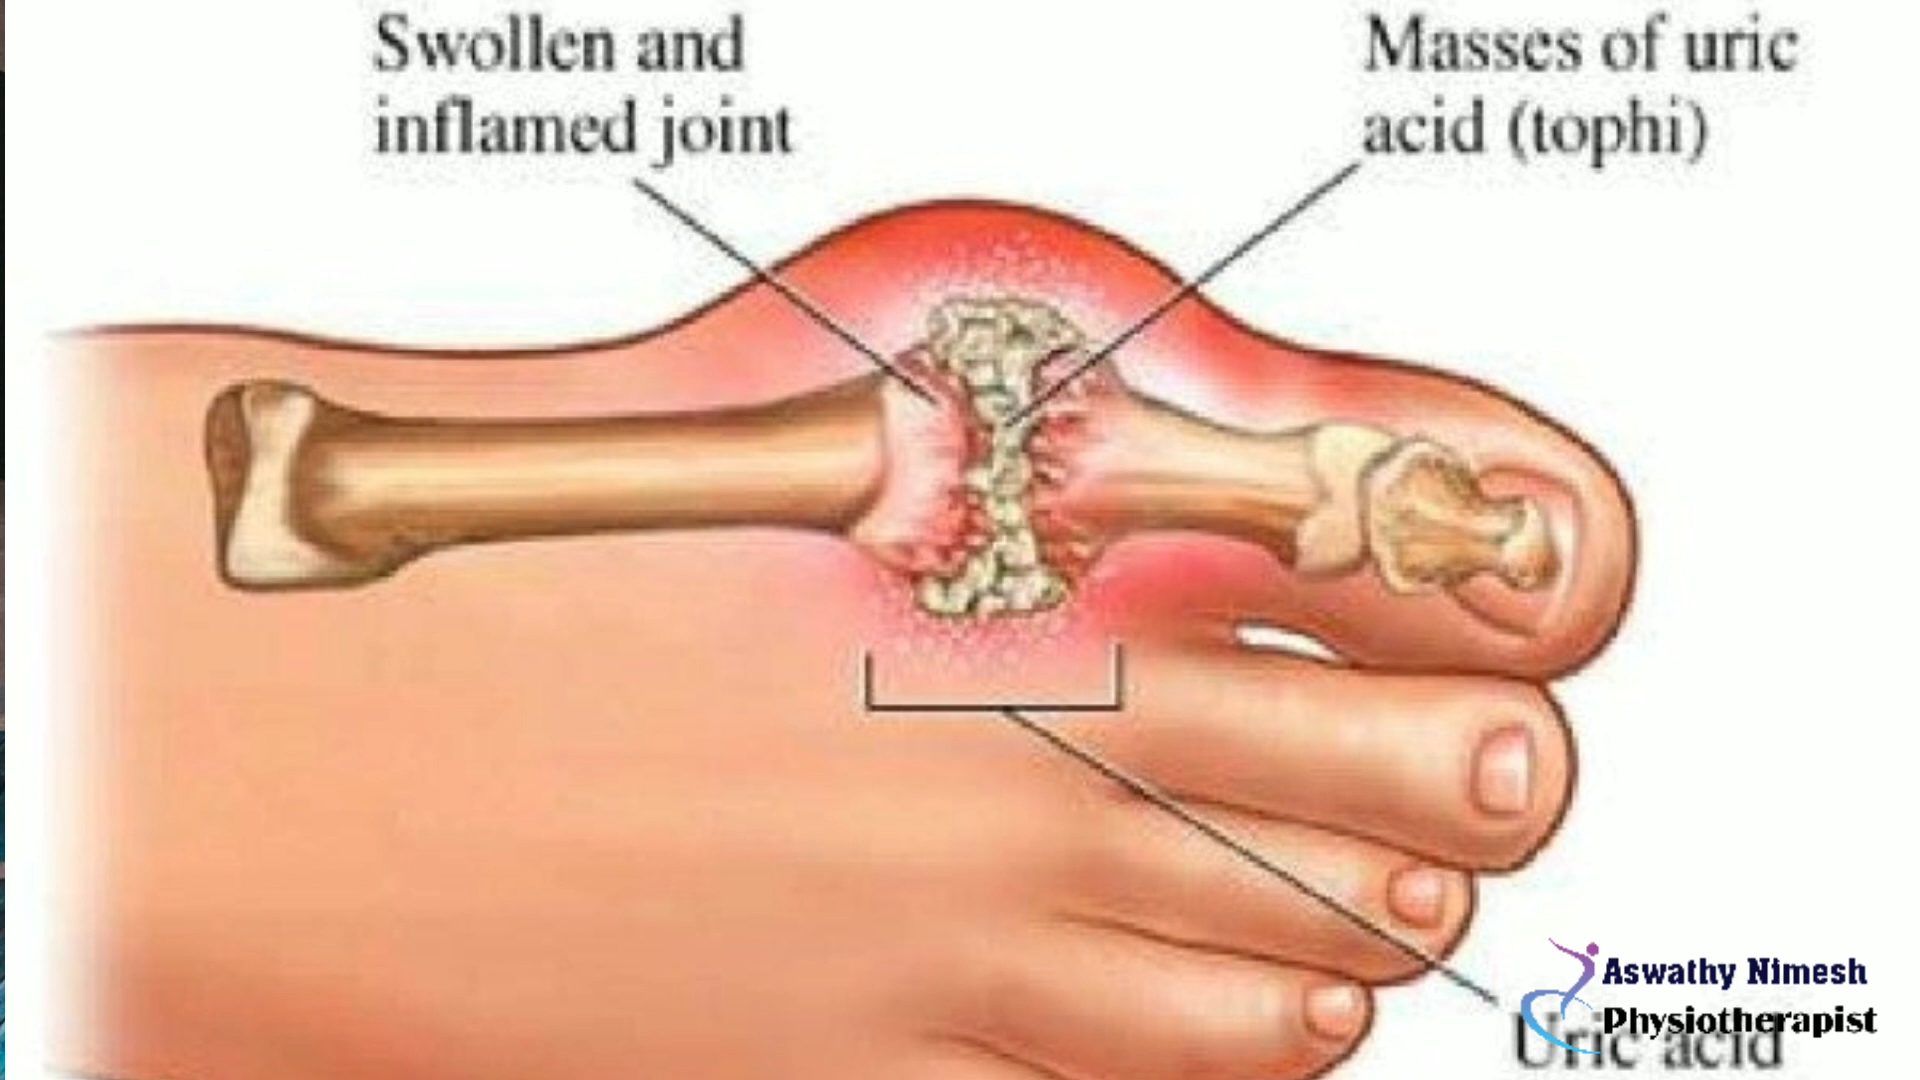 Swollen and
inflamed joint
Masses of uric
acid (tophi)
Aswathy Nimesh
Physiotherapist
Uric acid